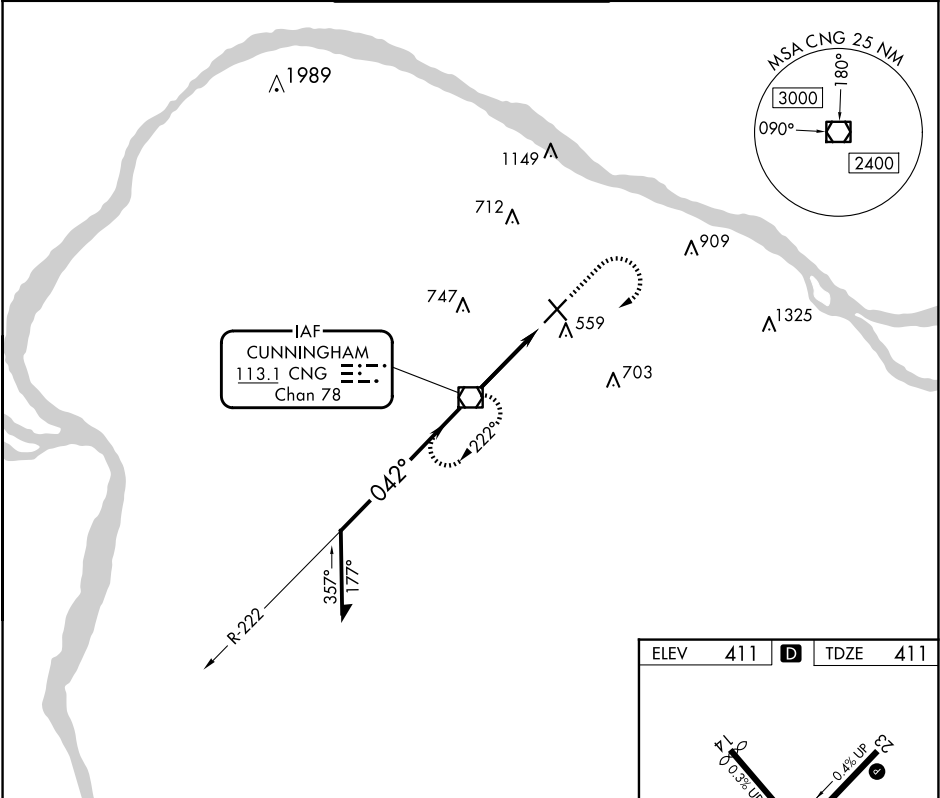 1989
MSA CNG 25 NM
180°
3000
090°
2400
1149
712
909
747
559
1325
IAF
CUNNINGHAM
113.1 CNG
Chan 78
703
222°
042°
357°
177°
R-222
ELEV 411 D TDZE 411
14
0.3% UP
0.4% UP
23
P